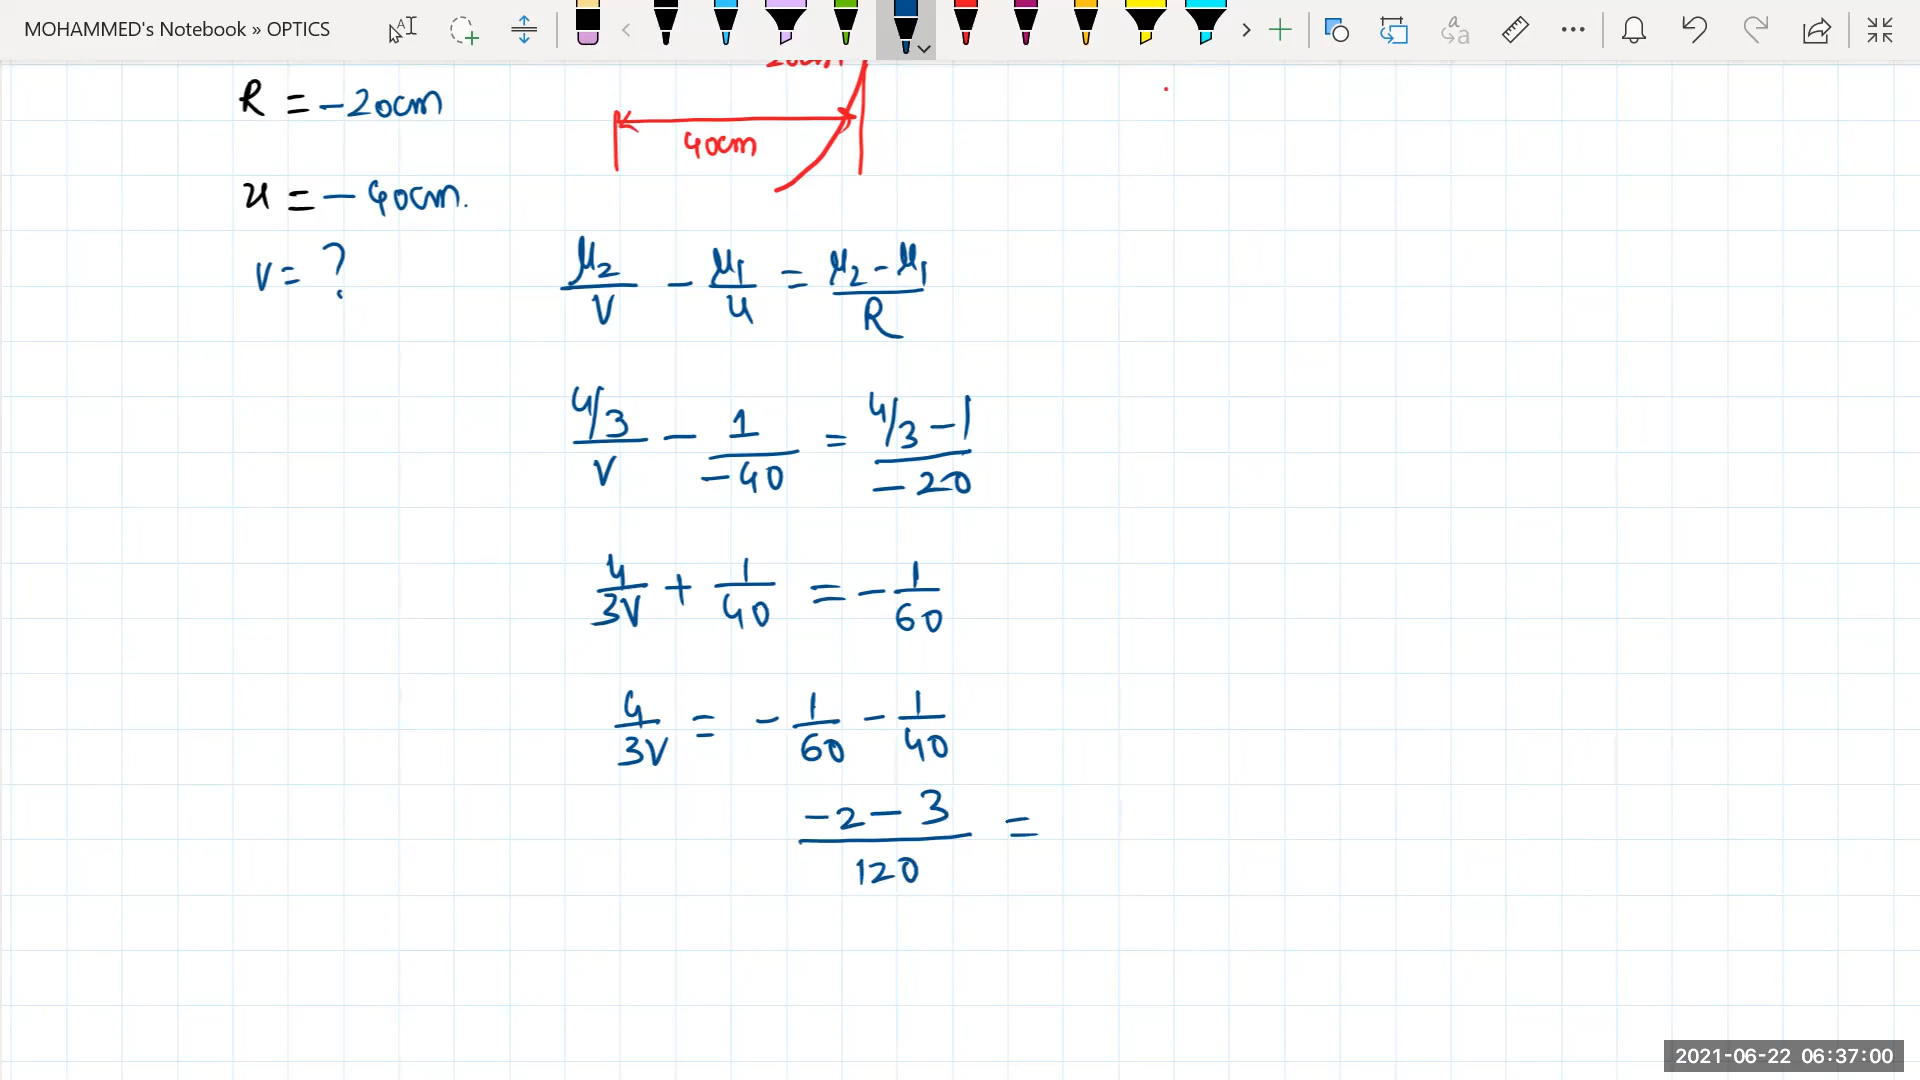 MOHAMMED's Notebook » OPTICS
R = -20cm
40cm
u = - 40cm.
v = ?
μ₂/v - μ₁/u = μ₂-μ₁/R
4/3/v - 1/-40 = 4/3 - 1/-20
4/3v + 1/40 = - 1/60
4/3v = - 1/60 - 1/40
-2 - 3/120 =
2021-06-22 06:37:00